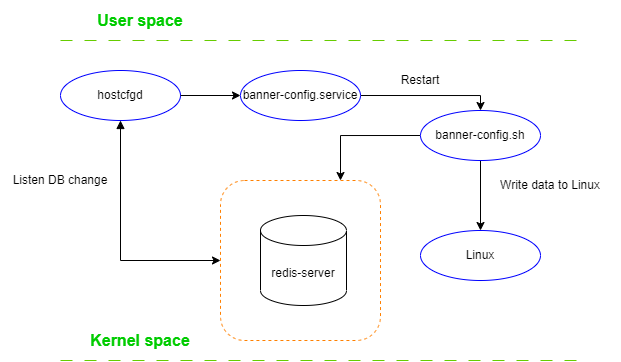 User space
hostcfgd
banner-config.service
Restart
banner-config.sh
Listen DB change
Write data to Linux
redis-server
Linux
Kernel space